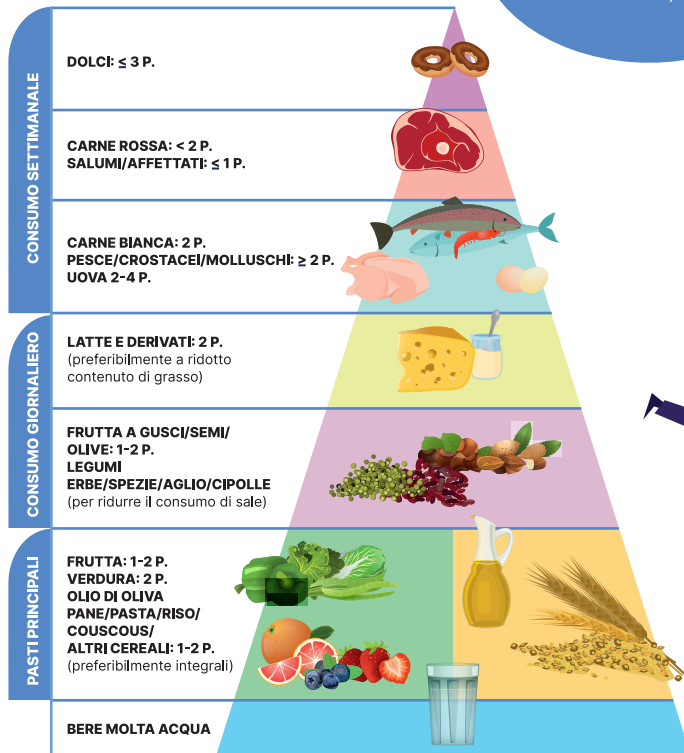 CONSUMO SETTIMANALE
DOLCI: ≤ 3 P.
CARNE ROSSA: < 2 P.
SALUMI/AFFETTATI: ≤ 1 P.
CARNE BIANCA: 2 P.
PESCE/CROSTACEI/MOLLUSCHI: ≥ 2 P.
UOVA 2-4 P.
CONSUMO GIORNALIERO
LATTE E DERIVATI: 2 P.
(preferibilmente a ridotto
contenuto di grasso)
FRUTTA A GUSCI/SEMI/
OLIVE: 1-2 P.
LEGUMI
ERBE/SPEZIE/AGLIO/CIPOLLE
(per ridurre il consumo di sale)
PASTI PRINCIPALI
FRUTTA: 1-2 P.
VERDURA: 2 P.
OLIO DI OLIVA
PANE/PASTA/RISO/
COUSCOUS/
ALTRI CEREALI: 1-2 P.
(preferibilmente integrali)
BERE MOLTA ACQUA